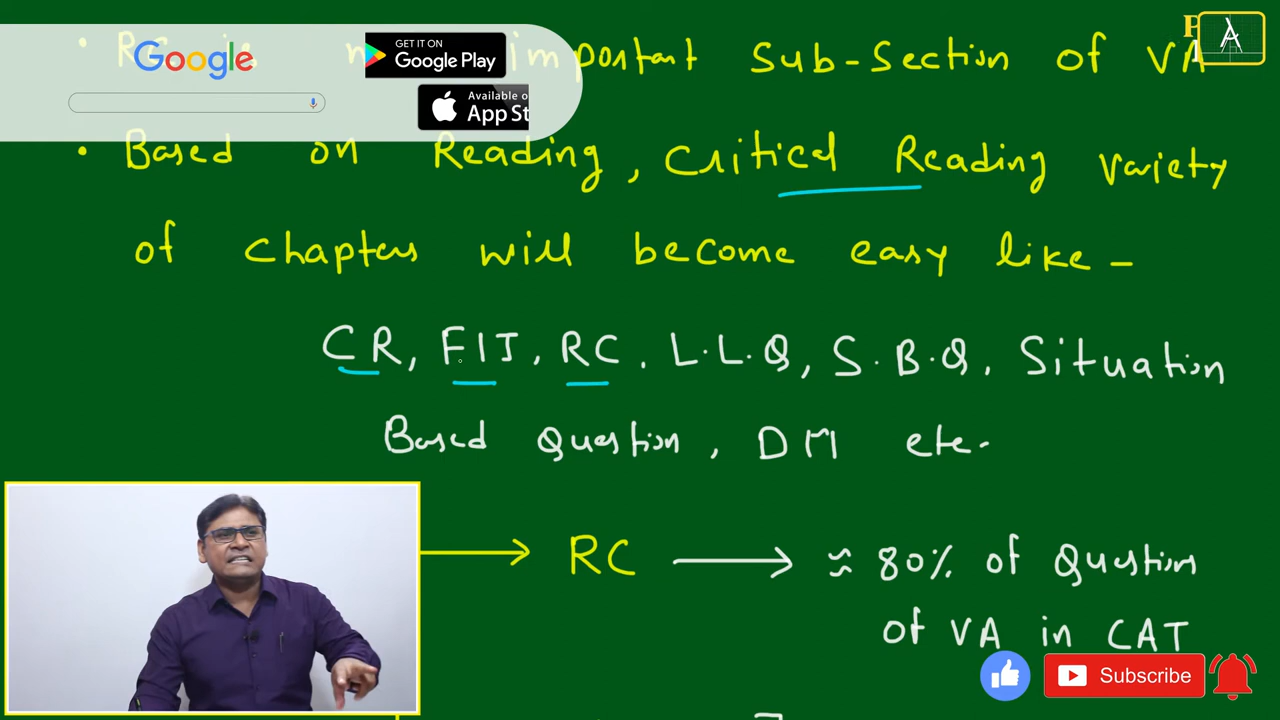 important Sub-Section of VA
Google
GET IT ON
Google Play
Available o
App St
• Based on Reading, Critical Reading variety
of chapters will become easy like -
CR, FIJ, RC, L.L.Q, S.B.Q, Situation
Based Question, DM etc.
RC → ≈ 80% of Question
of VA in CAT
Subscribe